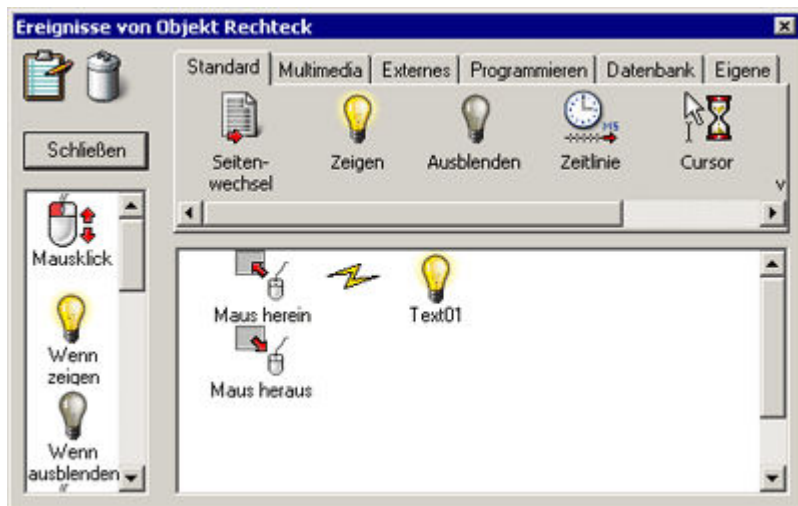 Ereignisse von Objekt Rechteck
Standard
Multimedia
Externes
Programmieren
Datenbank
Eigene
Schließen
Seiten-
wechsel
Zeigen
Ausblenden
MS
Zeitlinie
Cursor
Mausklick
Wenn
zeigen
Wenn
ausblenden
Maus herein
Text01
Maus heraus